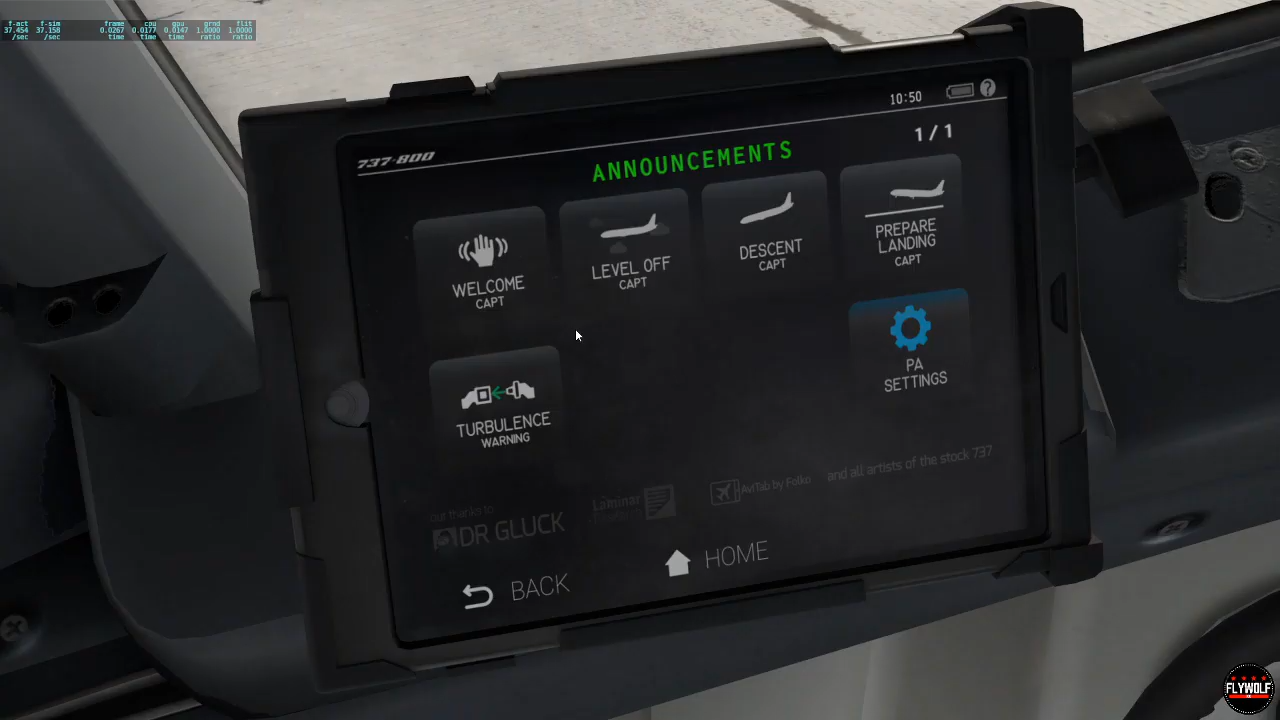 f-act f-sim frame cpu gpu grnd flit
37.454 37.158 0.0267 0.0177 0.0147 1.0000 1.0000
/sec /sec time time time ratio ratio
10:50
?
737-800
ANNOUNCEMENTS
1 / 1
WELCOME
CAPT
LEVEL OFF
CAPT
DESCENT
CAPT
PREPARE
LANDING
CAPT
TURBULENCE
WARNING
PA
SETTINGS
our thanks to
DR GLUCK
Laminar
AviTab by Folko
and all artists of the stock 737
BACK
HOME
FLYWOLF